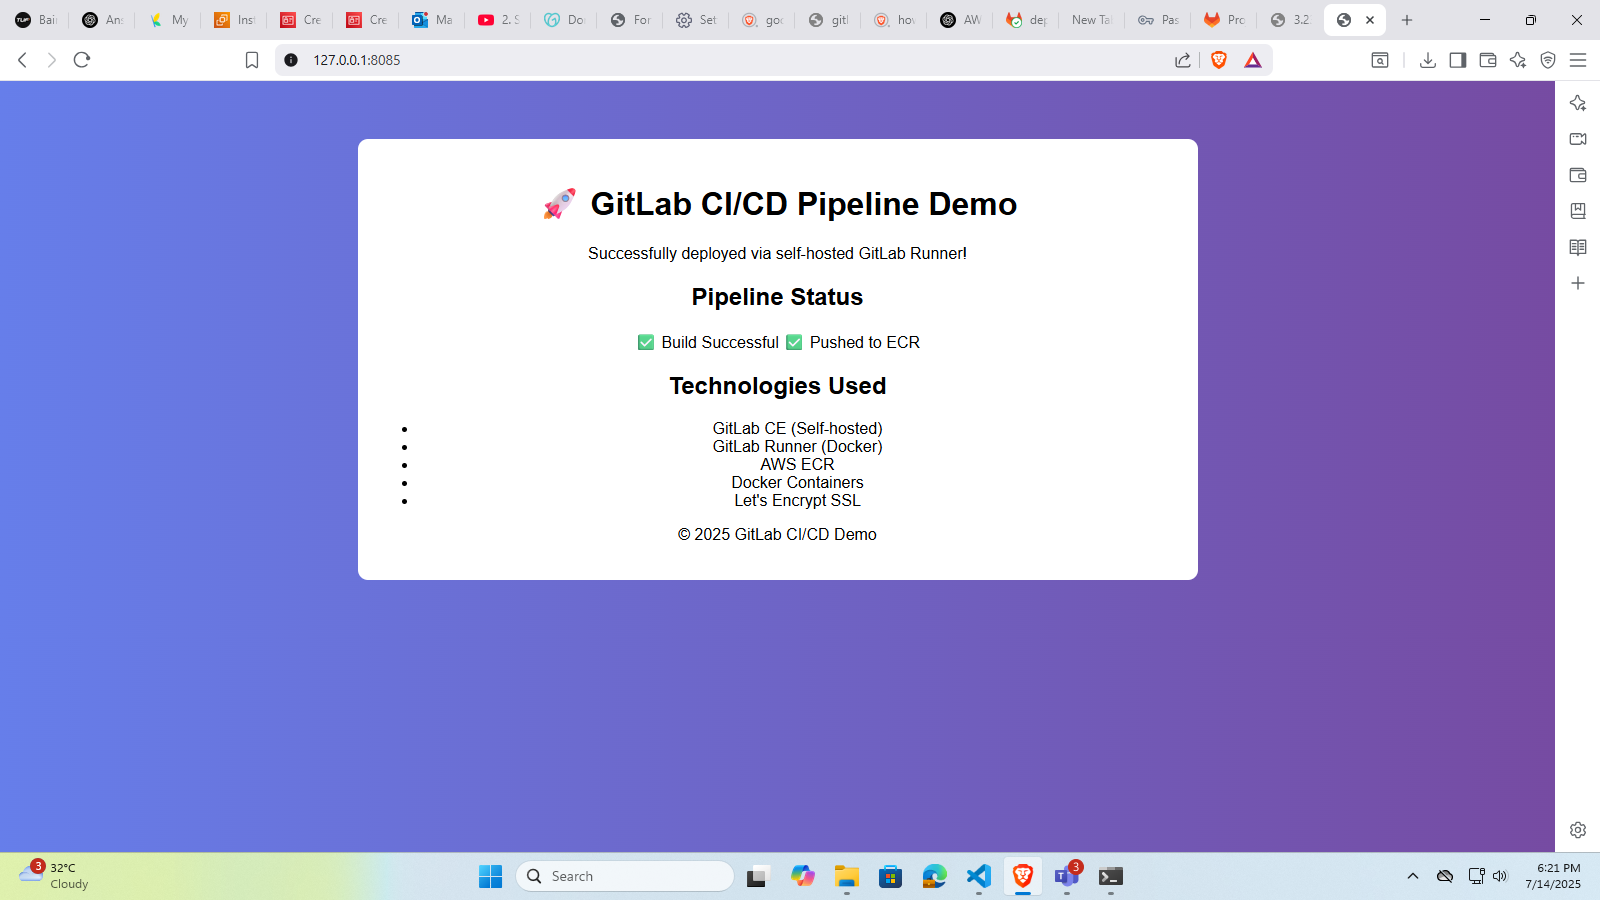 Bai
Ans
My
Inst
Cre
Cre
Ma
2. S
Do
For
Set
goo
gitl
hov
AW
dep
New Tal
Pas
Pro
3.2
127.0.0.1:8085
🚀 GitLab CI/CD Pipeline Demo
Successfully deployed via self-hosted GitLab Runner!
Pipeline Status
✅ Build Successful ✅ Pushed to ECR
Technologies Used
• GitLab CE (Self-hosted)
• GitLab Runner (Docker)
• AWS ECR
• Docker Containers
• Let's Encrypt SSL
© 2025 GitLab CI/CD Demo
3
32°C
Cloudy
Search
3
6:21 PM
7/14/2025